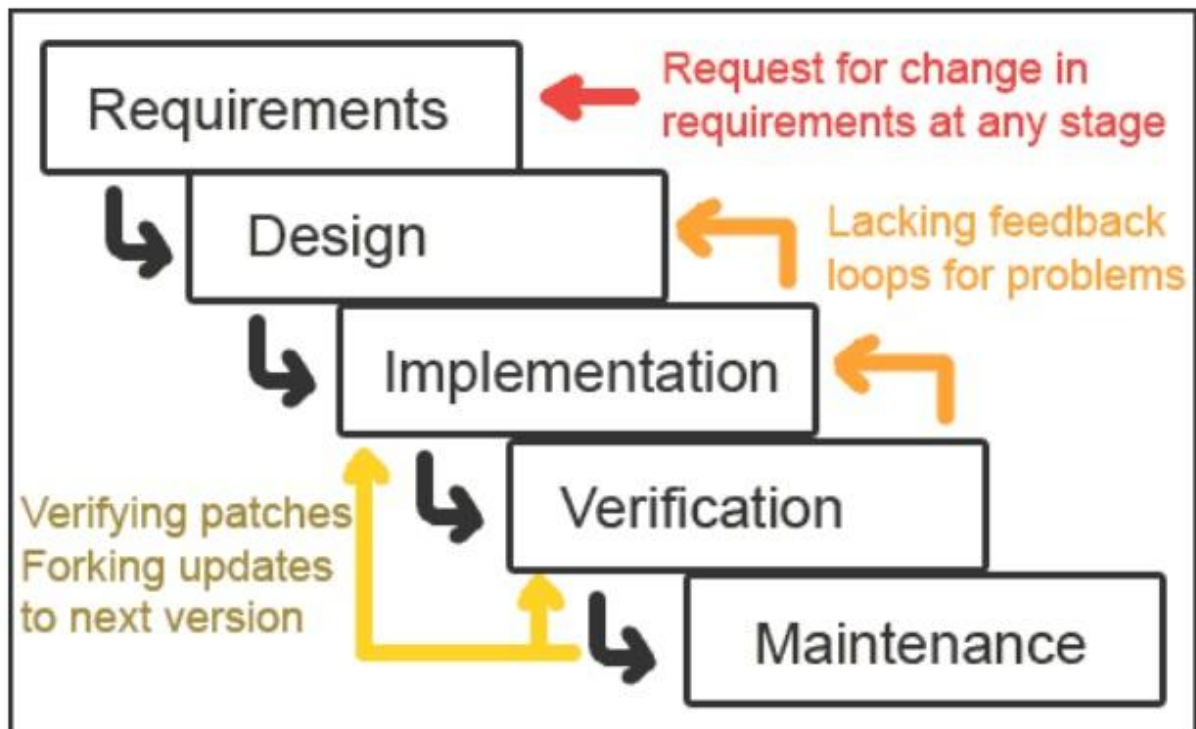 Requirements
Request for change in
requirements at any stage
Design
Lacking feedback
loops for problems
Implementation
Verification
Verifying patches
Forking updates
to next version
Maintenance